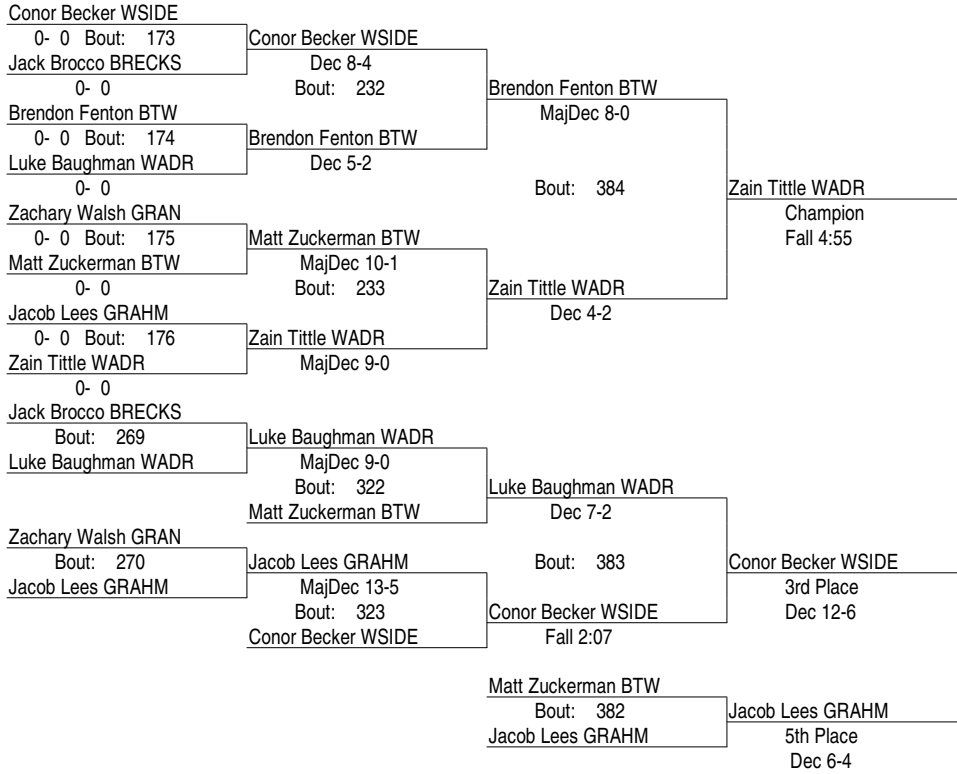 Conor Becker WSIDE
0- 0 Bout: 173 Conor Becker WSIDE
Jack Brocco BRECKS Dec 8-4
0- 0 Bout: 232 Brendon Fenton BTW
Brendon Fenton BTW MajDec 8-0
0- 0 Bout: 174 Brendon Fenton BTW
Luke Baughman WADR Dec 5-2
0- 0 Bout: 384 Zain Tittle WADR
Zachary Walsh GRAN Champion
0- 0 Bout: 175 Matt Zuckerman BTW Fall 4:55
Matt Zuckerman BTW MajDec 10-1
0- 0 Bout: 233 Zain Tittle WADR
Jacob Lees GRAHM Dec 4-2
0- 0 Bout: 176 Zain Tittle WADR
Zain Tittle WADR MajDec 9-0
0- 0
Jack Brocco BRECKS
Bout: 269 Luke Baughman WADR
Luke Baughman WADR MajDec 9-0
Bout: 322 Luke Baughman WADR
Matt Zuckerman BTW Dec 7-2
Zachary Walsh GRAN
Bout: 270 Jacob Lees GRAHM Bout: 383 Conor Becker WSIDE
Jacob Lees GRAHM MajDec 13-5 3rd Place
Bout: 323 Conor Becker WSIDE Dec 12-6
Conor Becker WSIDE Fall 2:07
Matt Zuckerman BTW
Bout: 382 Jacob Lees GRAHM
Jacob Lees GRAHM 5th Place
Dec 6-4